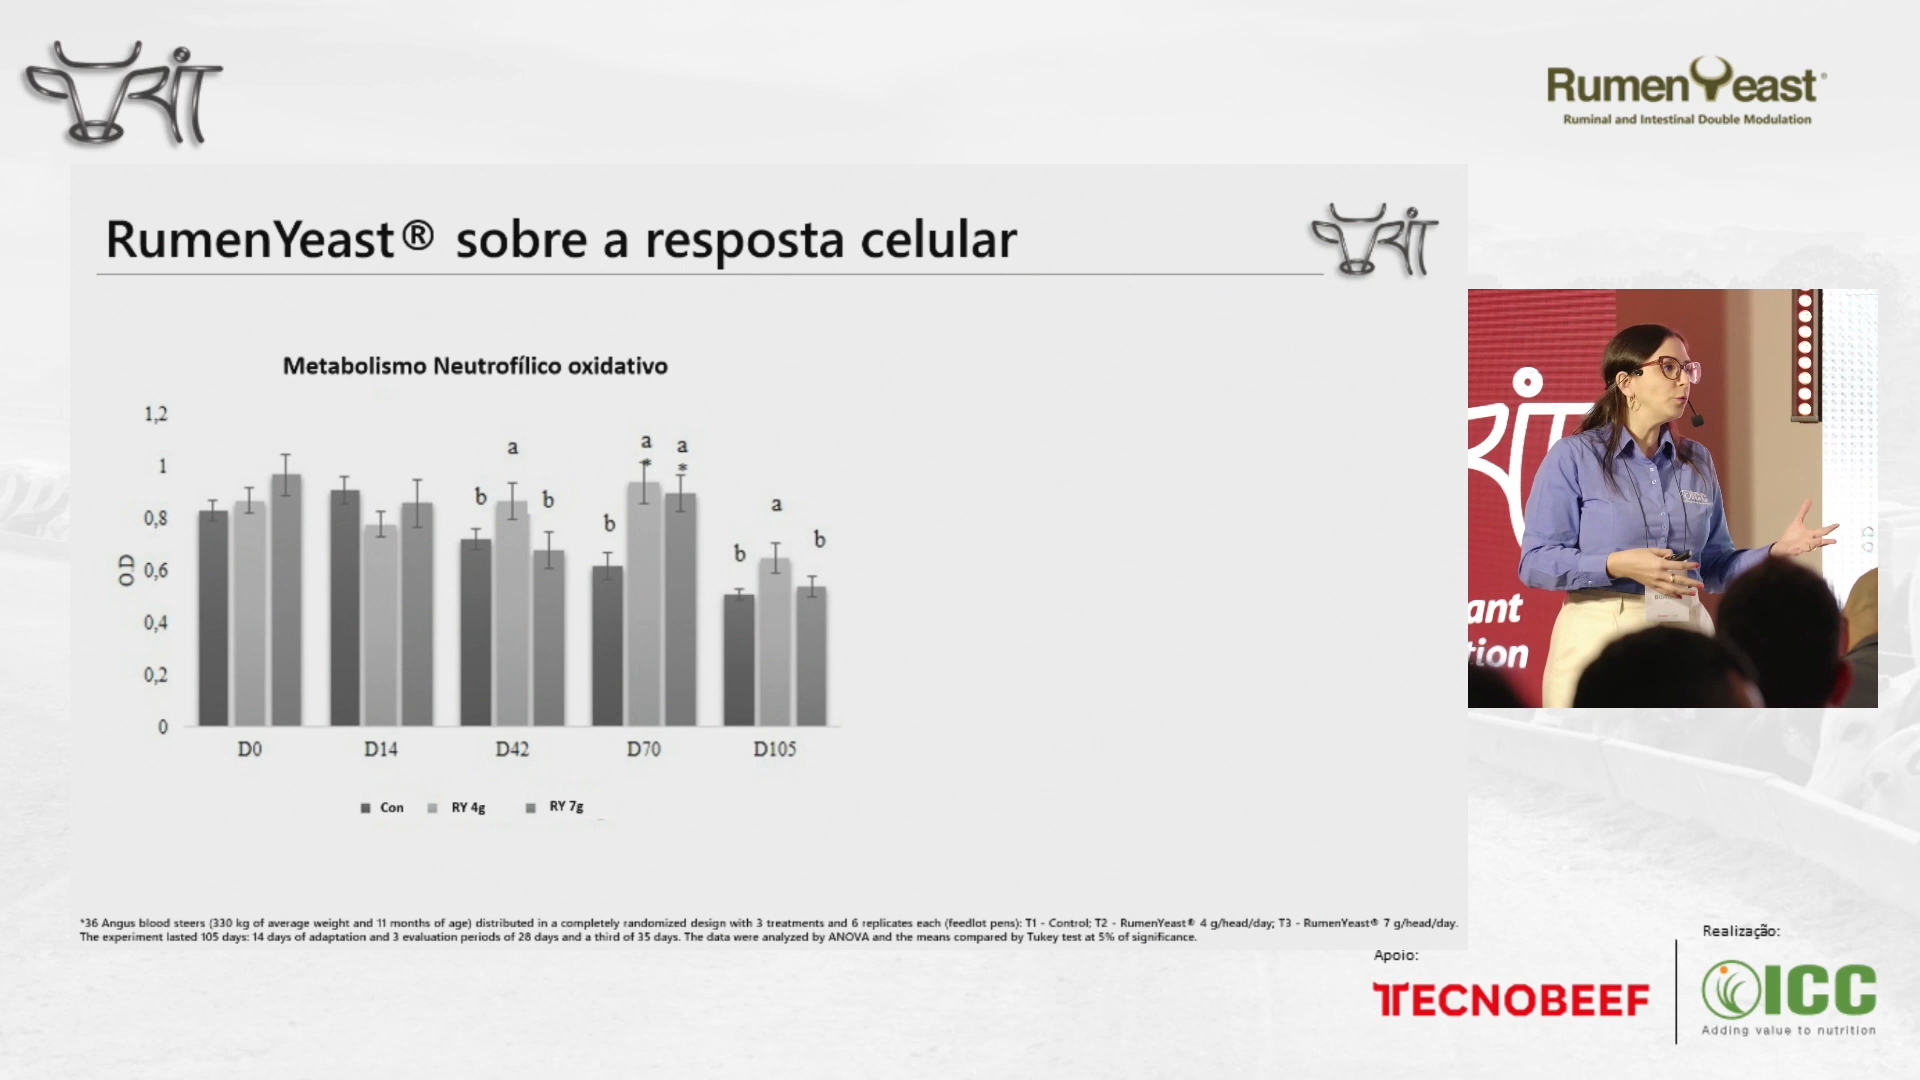 RiT
RumenYeast®
Ruminal and Intestinal Double Modulation
RumenYeast® sobre a resposta celular
RiT
Metabolismo Neutrofílico oxidativo
1,2
1
0,8
0,6
0,4
0,2
0
O.D
b
a
b
b
a
*
a
*
b
a
b
D0 D14 D42 D70 D105
Con RY 4g RY 7g
*36 Angus blood steers (330 kg of average weight and 11 months of age) distributed in a completely randomized design with 3 treatments and 6 replicates each (feedlot pens): T1 - Control; T2 - RumenYeast® 4 g/head/day; T3 - RumenYeast® 7 g/head/day.
The experiment lasted 105 days: 14 days of adaptation and 3 evaluation periods of 28 days and a third of 35 days. The data were analyzed by ANOVA and the means compared by Tukey test at 5% of significance.
RiT
ant
tion
ICC
Apoio:
TECNOBEEF
Realização:
ICC
Adding value to nutrition